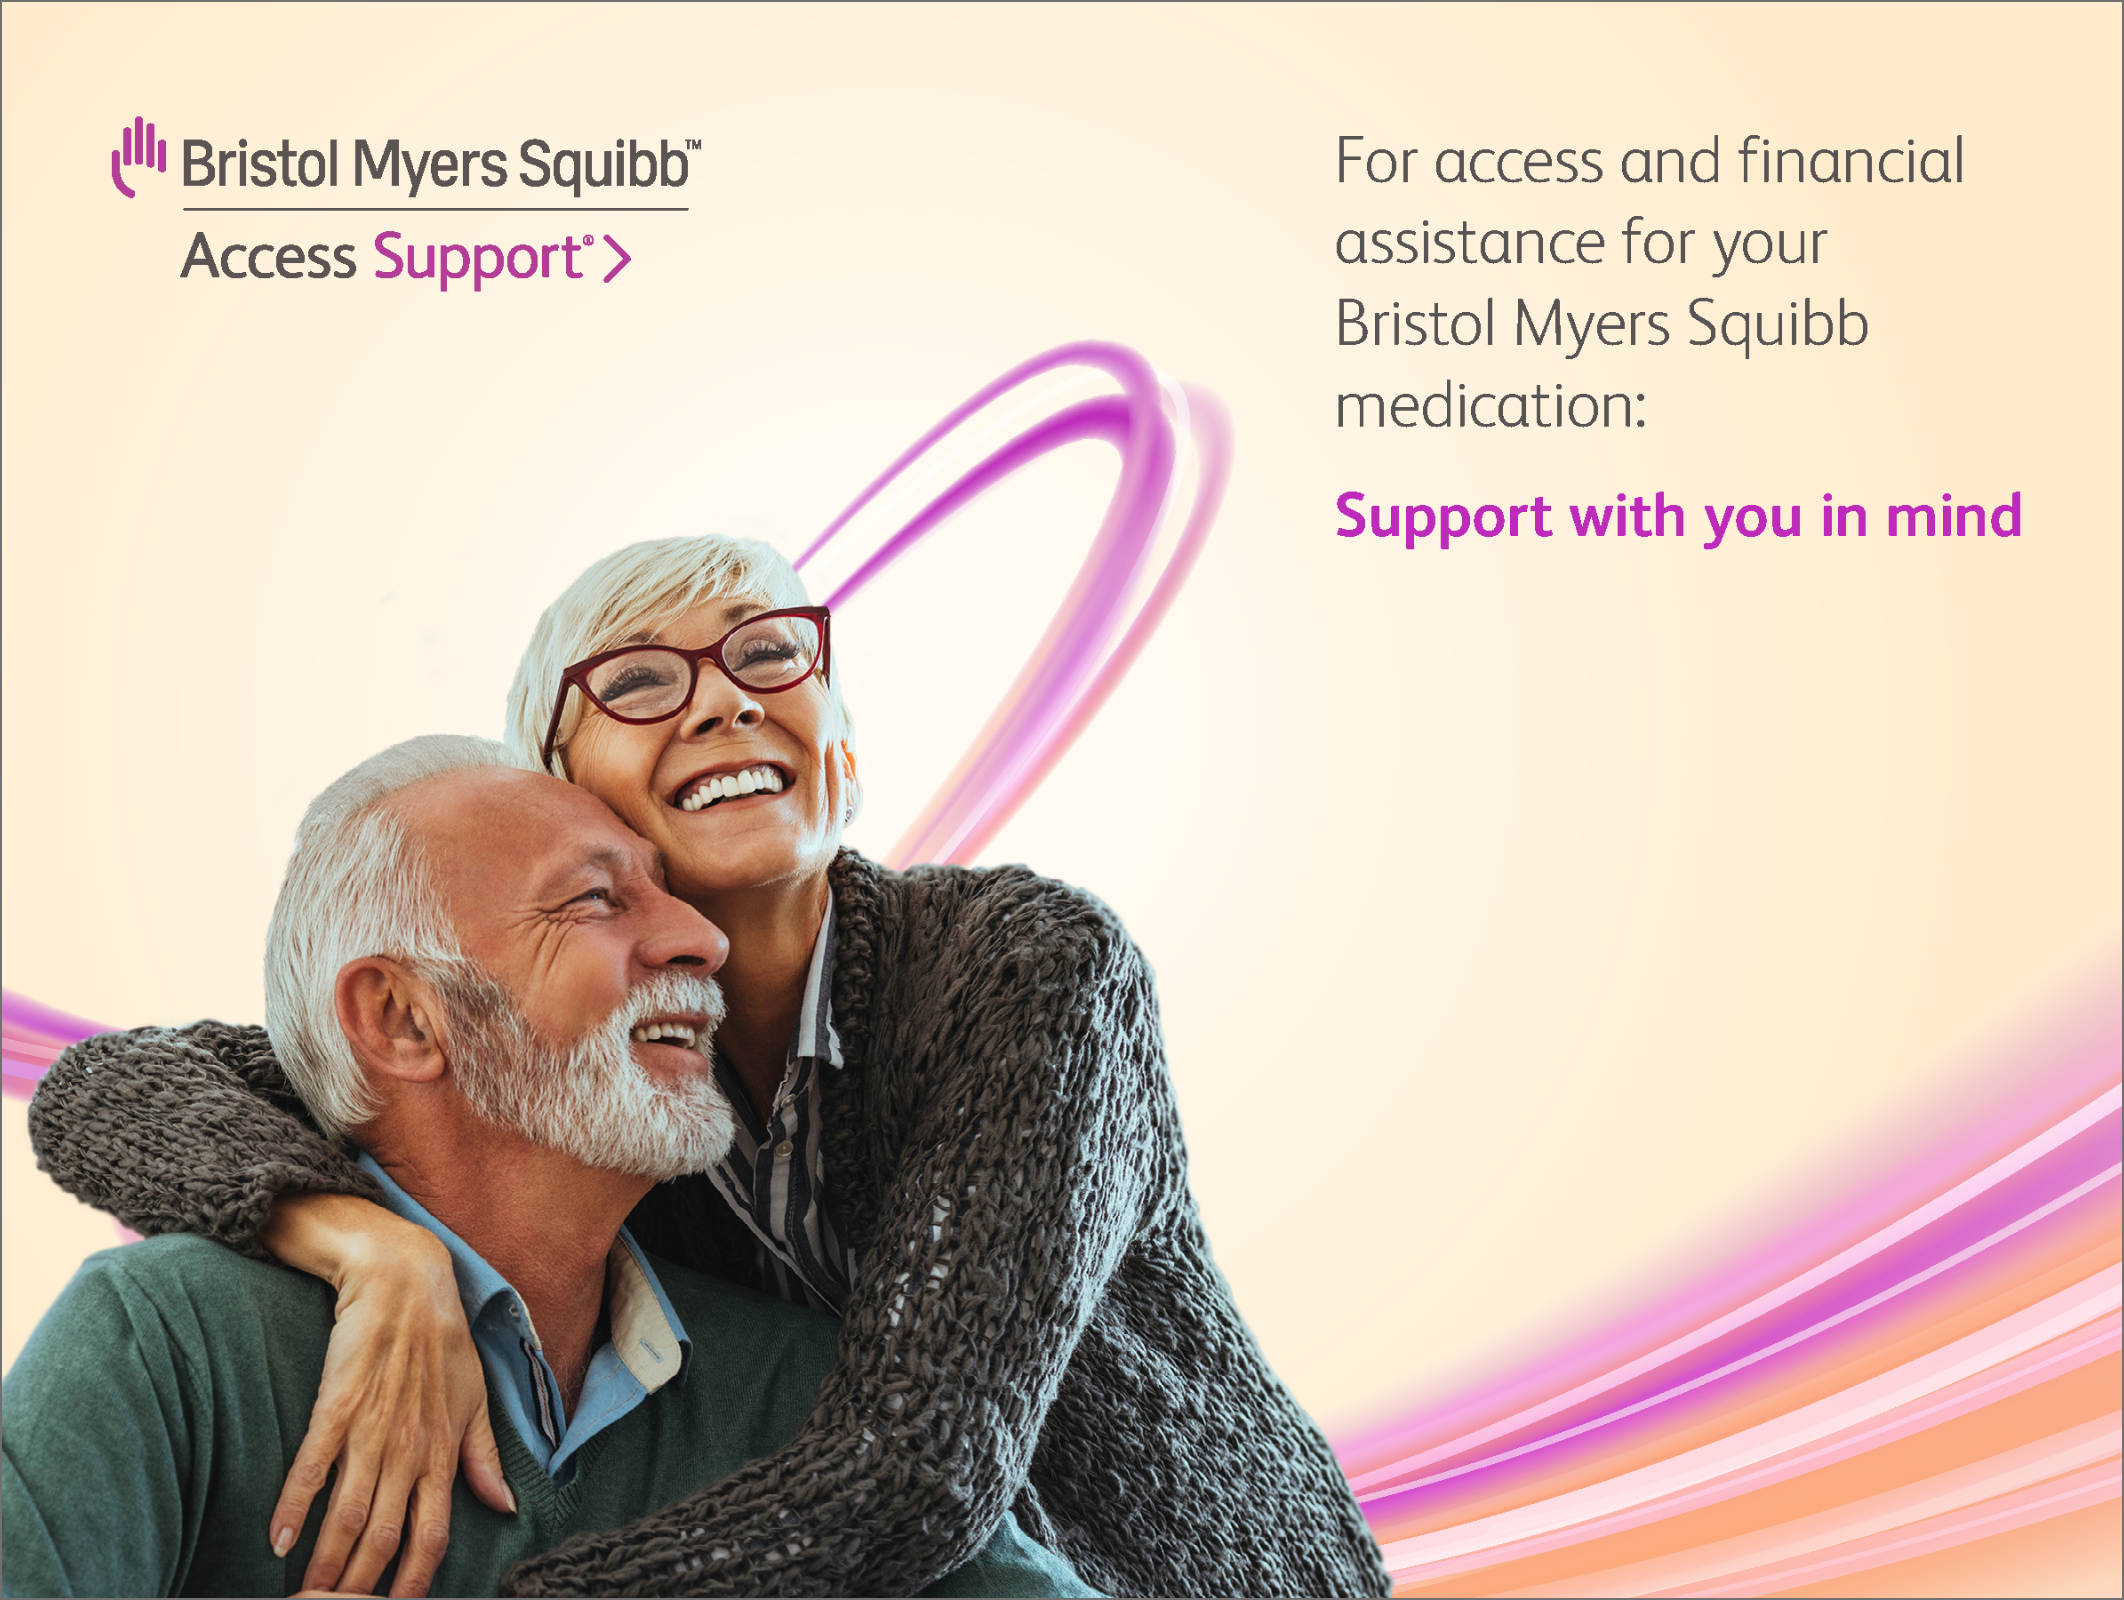 Bristol Myers Squibb™
Access Support®
For access and financial
assistance for your
Bristol Myers Squibb
medication:
Support with you in mind